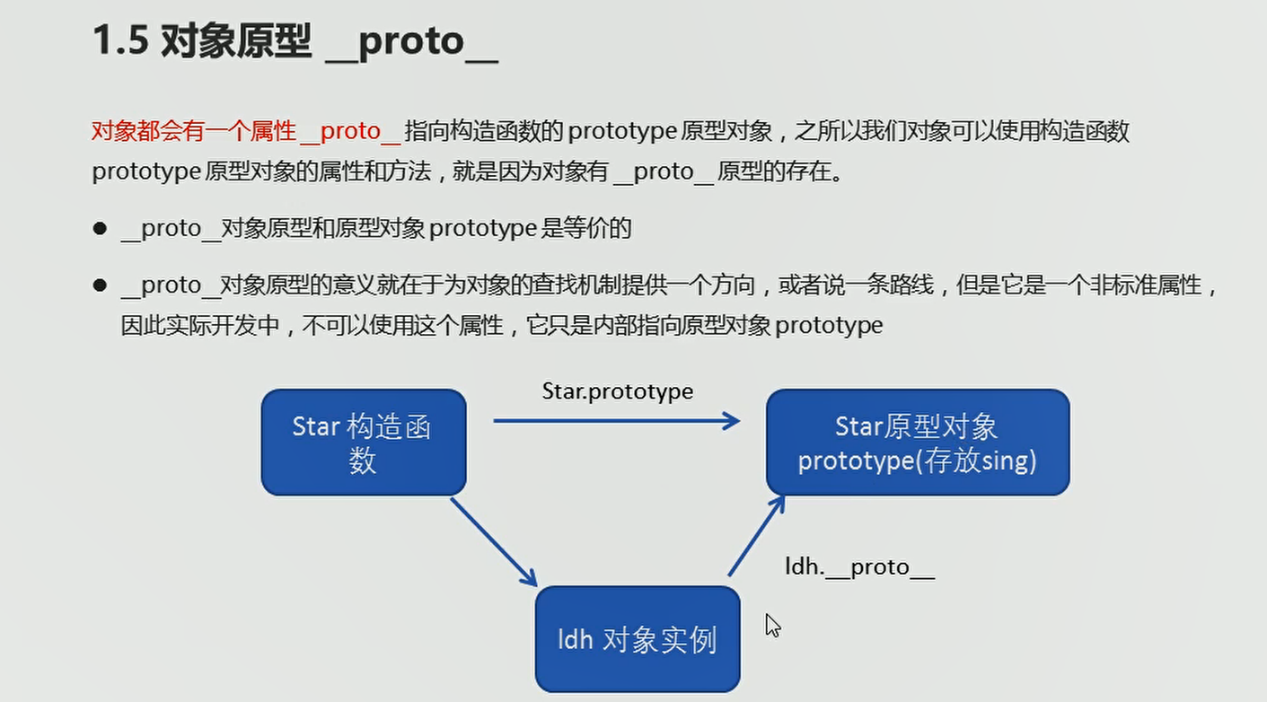 1.5 对象原型 __proto__
对象都会有一个属性 __proto__ 指向构造函数的 prototype 原型对象，之所以我们对象可以使用构造函数
prototype 原型对象的属性和方法，就是因为对象有 __proto__ 原型的存在。
● __proto__对象原型和原型对象 prototype 是等价的
● __proto__对象原型的意义就在于为对象的查找机制提供一个方向，或者说一条路线，但是它是一个非标准属性，
因此实际开发中，不可以使用这个属性，它只是内部指向原型对象 prototype
Star.prototype
Star 构造函
数
Star原型对象
prototype(存放sing)
ldh.__proto__
ldh 对象实例